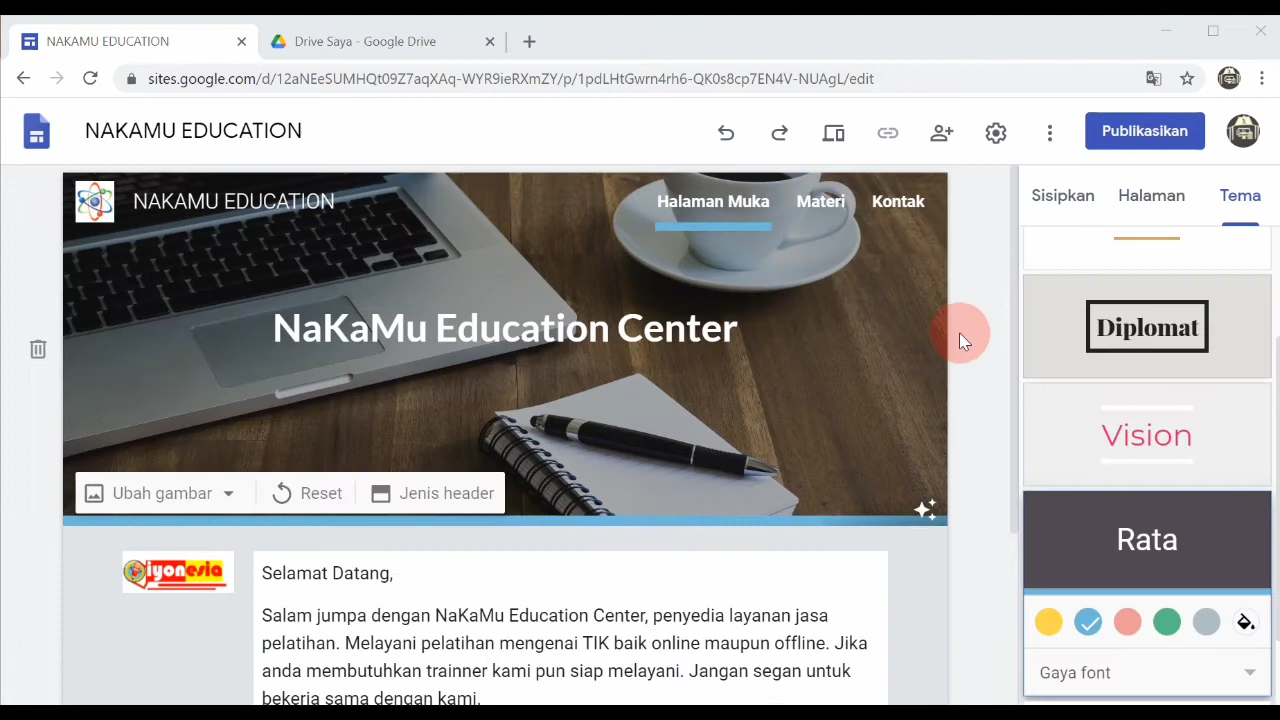 NAKAMU EDUCATION
Drive Saya - Google Drive
sites.google.com/d/12aNEeSUMHQt09Z7aqXAq-WYR9ieRXmZY/p/1pdLHtGwrn4rh6-QK0s8cp7EN4V-NUAgL/edit
NAKAMU EDUCATION
Publikasikan
NAKAMU EDUCATION
Halaman Muka
Materi
Kontak
NaKaMu Education Center
Ubah gambar
Reset
Jenis header
iyonesia
Selamat Datang,
Salam jumpa dengan NaKaMu Education Center, penyedia layanan jasa
pelatihan. Melayani pelatihan mengenai TIK baik online maupun offline. Jika
anda membutuhkan trainner kami pun siap melayani. Jangan segan untuk
bekerja sama dengan kami.
Sisipkan
Halaman
Tema
Diplomat
Vision
Rata
Gaya font